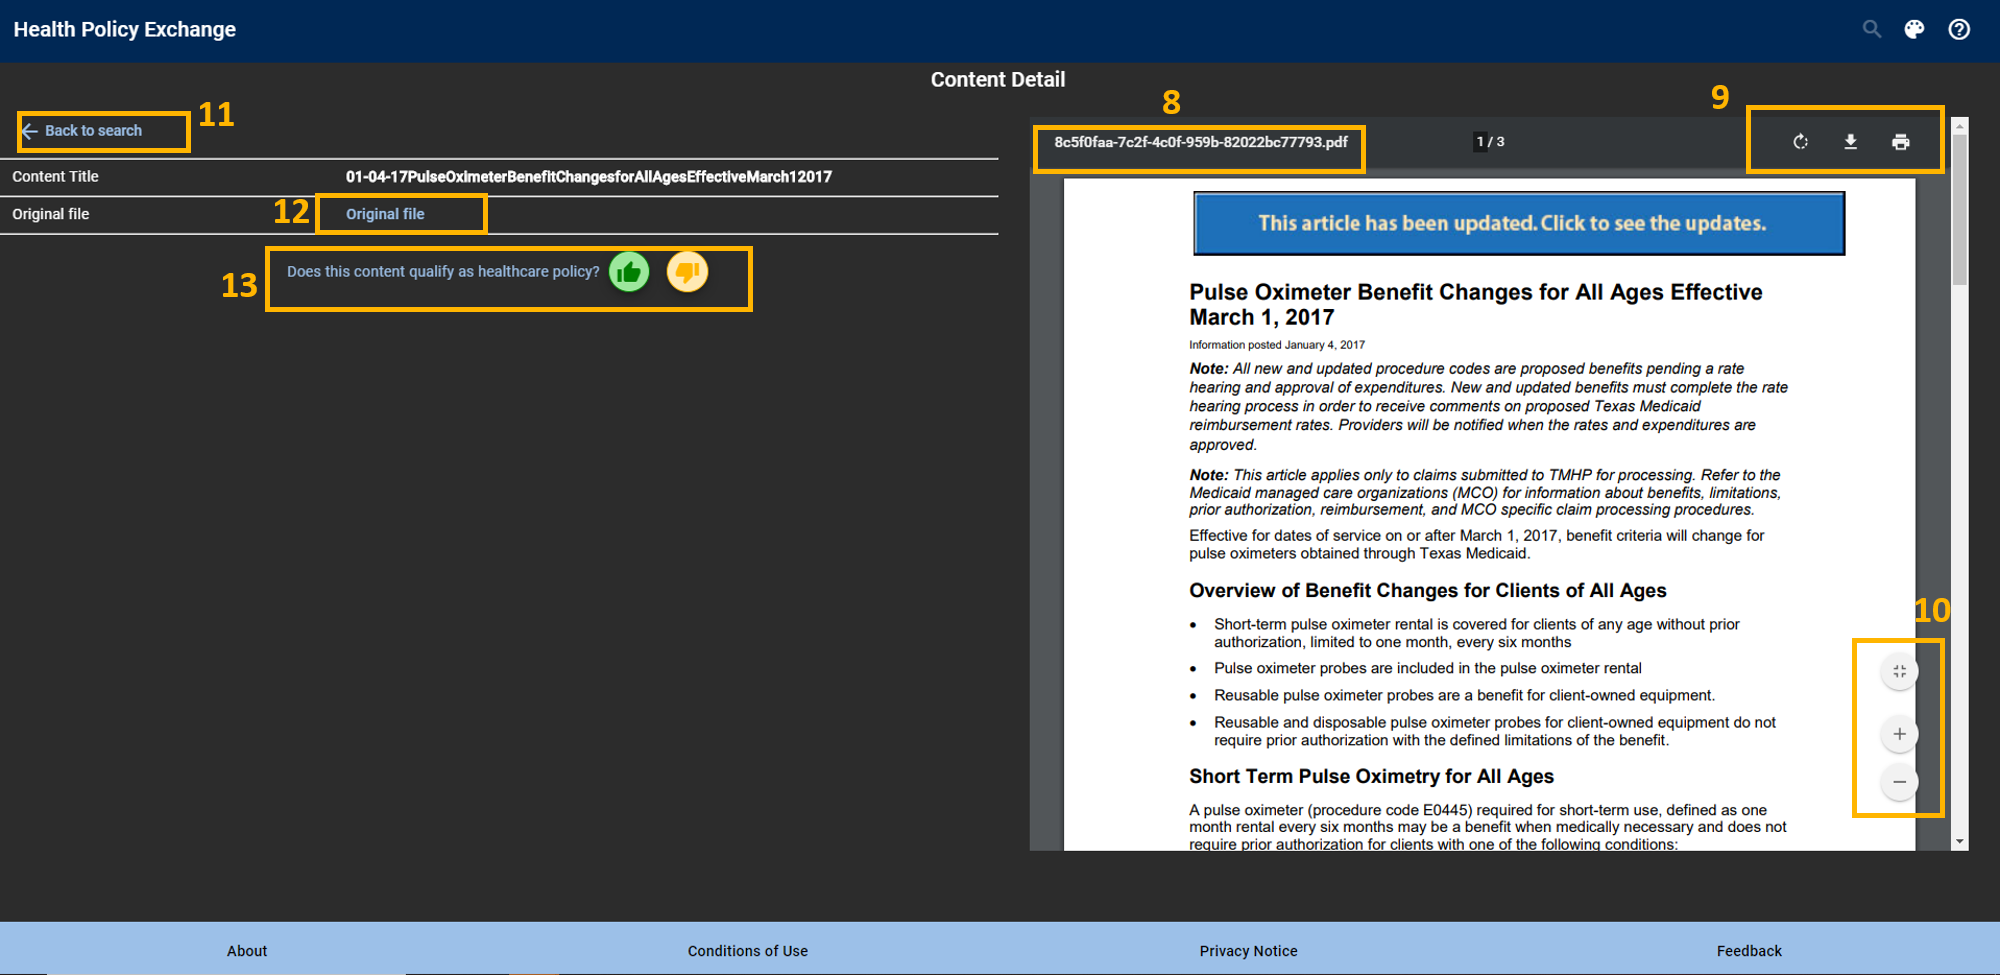 Health Policy Exchange
Content Detail
11
Back to search
Content Title
01-04-17PulseOximeterBenefitChangesforAllAgesEffectiveMarch12017
Original file
12
Original file
13
Does this content qualify as healthcare policy?
8
9
8c5f0faa-7c2f-4c0f-959b-82022bc77793.pdf
1 / 3
This article has been updated. Click to see the updates.
Pulse Oximeter Benefit Changes for All Ages Effective
March 1, 2017
Information posted January 4, 2017
Note: All new and updated procedure codes are proposed benefits pending a rate
hearing and approval of expenditures. New and updated benefits must complete the rate
hearing process in order to receive comments on proposed Texas Medicaid
reimbursement rates. Providers will be notified when the rates and expenditures are
approved.
Note: This article applies only to claims submitted to TMHP for processing. Refer to the
Medicaid managed care organizations (MCO) for information about benefits, limitations,
prior authorization, reimbursement, and MCO specific claim processing procedures.
Effective for dates of service on or after March 1, 2017, benefit criteria will change for
pulse oximeters obtained through Texas Medicaid.
Overview of Benefit Changes for Clients of All Ages
10
• Short-term pulse oximeter rental is covered for clients of any age without prior
authorization, limited to one month, every six months
• Pulse oximeter probes are included in the pulse oximeter rental
• Reusable pulse oximeter probes are a benefit for client-owned equipment.
• Reusable and disposable pulse oximeter probes for client-owned equipment do not
require prior authorization with the defined limitations of the benefit.
Short Term Pulse Oximetry for All Ages
A pulse oximeter (procedure code E0445) required for short-term use, defined as one
month rental every six months may be a benefit when medically necessary and does not
require prior authorization for clients with one of the following conditions:
About
Conditions of Use
Privacy Notice
Feedback